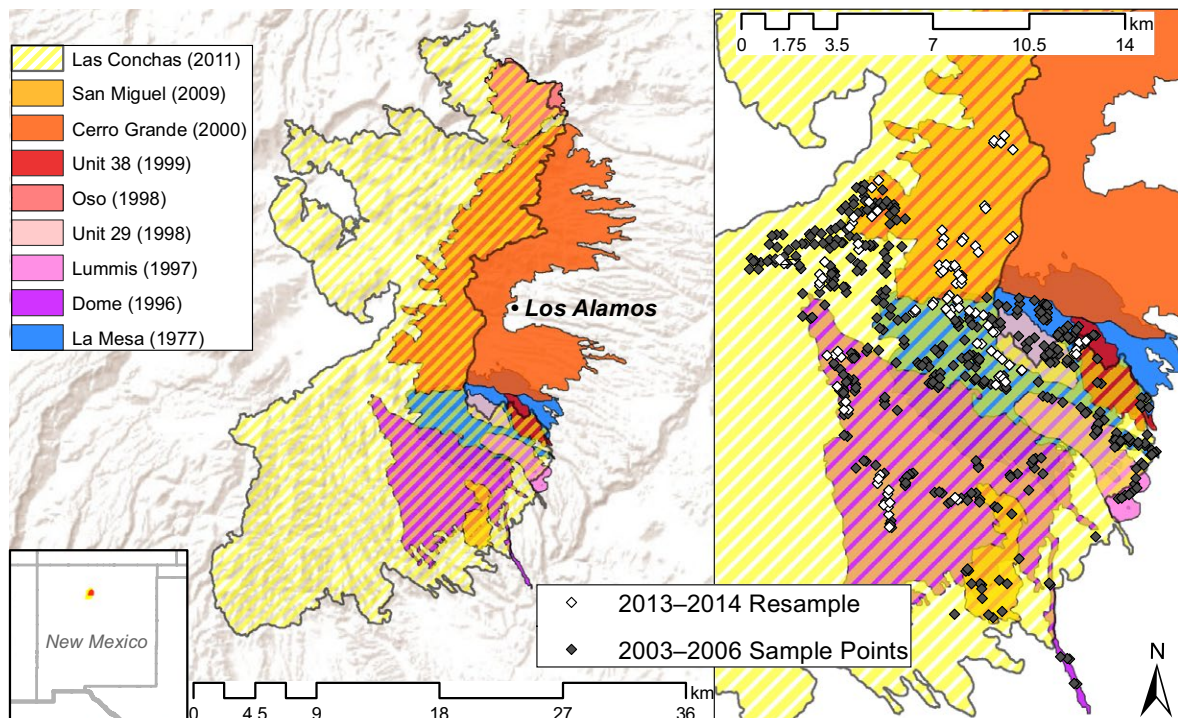 Las Conchas (2011)
San Miguel (2009)
Cerro Grande (2000)
Unit 38 (1999)
Oso (1998)
Unit 29 (1998)
Lummis (1997)
Dome (1996)
La Mesa (1977)
Los Alamos
New Mexico
km
0 4.5 9 18 27 36
km
0 1.75 3.5 7 10.5 14
2013–2014 Resample
2003–2006 Sample Points
N